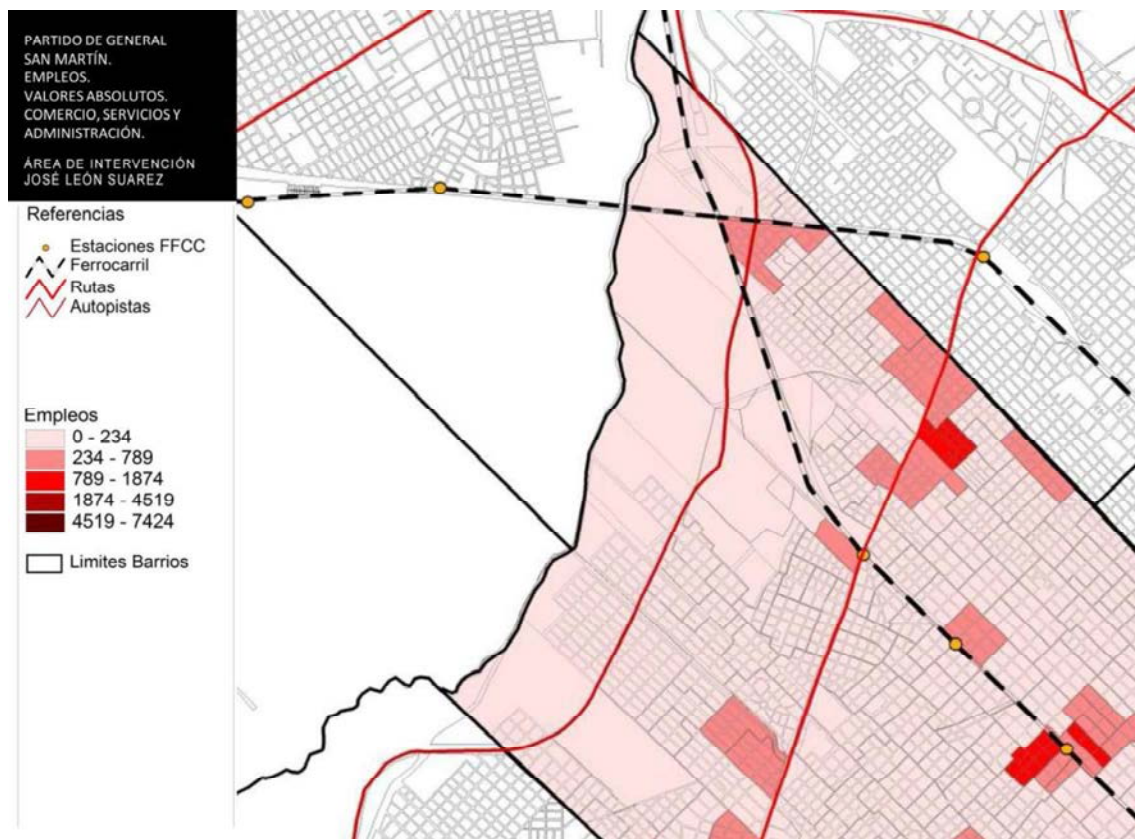 PARTIDO DE GENERAL
SAN MARTÍN.
EMPLEOS.
VALORES ABSOLUTOS.
COMERCIO, SERVICIOS Y
ADMINISTRACIÓN.
ÁREA DE INTERVENCIÓN
JOSÉ LEÓN SUAREZ
Referencias
Estaciones FFCC
Ferrocarril
Rutas
Autopistas
Empleos
0 - 234
234 - 789
789 - 1874
1874 - 4519
4519 - 7424
Limites Barrios